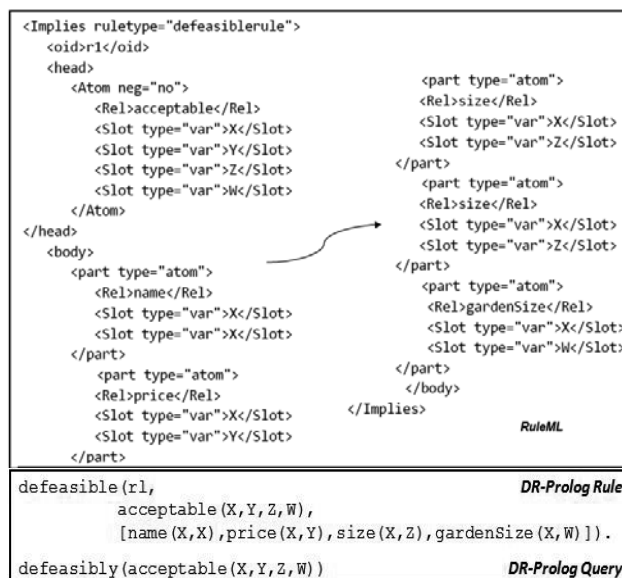 <Implies ruletype="defeasiblerule">
<oid>r1</oid>
<head>
<Atom neg="no">
<Rel>acceptable</Rel>
<Slot type="var">X</Slot>
<Slot type="var">Y</Slot>
<Slot type="var">Z</Slot>
<Slot type="var">W</Slot>
</Atom>
</head>
<body>
<part type="atom">
<Rel>name</Rel>
<Slot type="var">X</Slot>
<Slot type="var">X</Slot>
</part>
<part type="atom">
<Rel>price</Rel>
<Slot type="var">X</Slot>
<Slot type="var">Y</Slot>
</part>
<part type="atom">
<Rel>size</Rel>
<Slot type="var">X</Slot>
<Slot type="var">Z</Slot>
</part>
<part type="atom">
<Rel>size</Rel>
<Slot type="var">X</Slot>
<Slot type="var">Z</Slot>
</part>
<part type="atom">
<Rel>gardenSize</Rel>
<Slot type="var">X</Slot>
<Slot type="var">W</Slot>
</part>
</body>
</Implies>
RuleML
defeasible(rl, DR-Prolog Rule
acceptable(X,Y,Z,W),
[name(X,X),price(X,Y),size(X,Z),gardenSize(X,W)]).
defeasibly(acceptable(X,Y,Z,W)) DR-Prolog Query